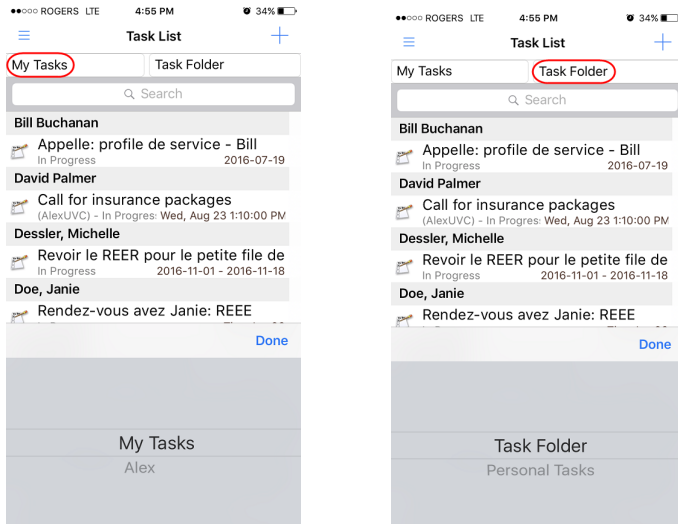 ROGERS LTE 4:55 PM 34%
Task List
My Tasks Task Folder
Search
Bill Buchanan
Appelle: profile de service - Bill
In Progress 2016-07-19
David Palmer
Call for insurance packages
(AlexUVC) - In Progres: Wed, Aug 23 1:10:00 PM
Dessler, Michelle
Revoir le REER pour le petite file de
In Progress 2016-11-01 - 2016-11-18
Doe, Janie
Rendez-vous avez Janie: REEE
Done
My Tasks
Alex
ROGERS LTE 4:55 PM 34%
Task List
My Tasks Task Folder
Search
Bill Buchanan
Appelle: profile de service - Bill
In Progress 2016-07-19
David Palmer
Call for insurance packages
(AlexUVC) - In Progres: Wed, Aug 23 1:10:00 PM
Dessler, Michelle
Revoir le REER pour le petite file de
In Progress 2016-11-01 - 2016-11-18
Doe, Janie
Rendez-vous avez Janie: REEE
Done
Task Folder
Personal Tasks